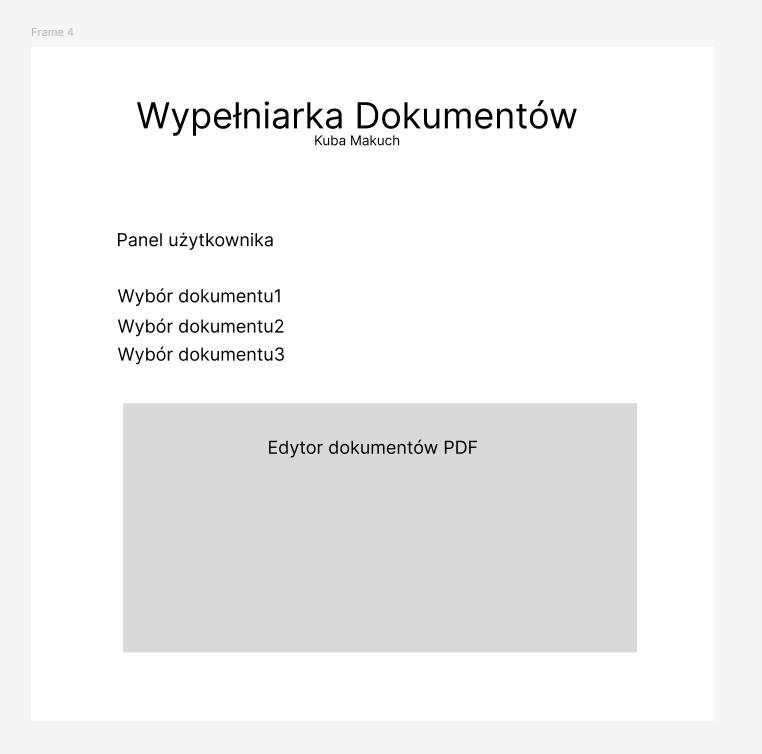 Frame 4
Wypełniarka Dokumentów
Kuba Makuch
Panel użytkownika
Wybór dokumentu1
Wybór dokumentu2
Wybór dokumentu3
Edytor dokumentów PDF